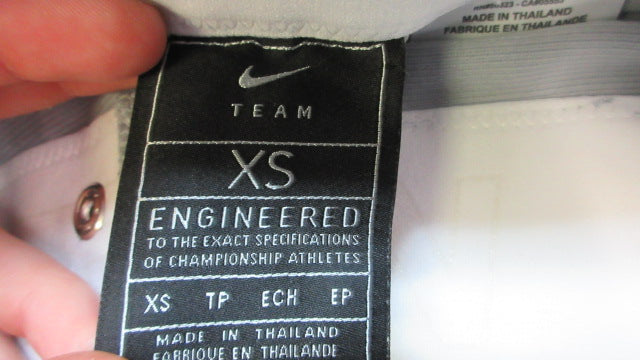 MADE IN THAILAND
FABRIQUE EN THAILANDE
TEAM
XS
ENGINEERED
TO THE EXACT SPECIFICATIONS
OF CHAMPIONSHIP ATHLETES
XS TP ECH EP
MADE IN THAILAND
FABRIQUE EN THAILANDE